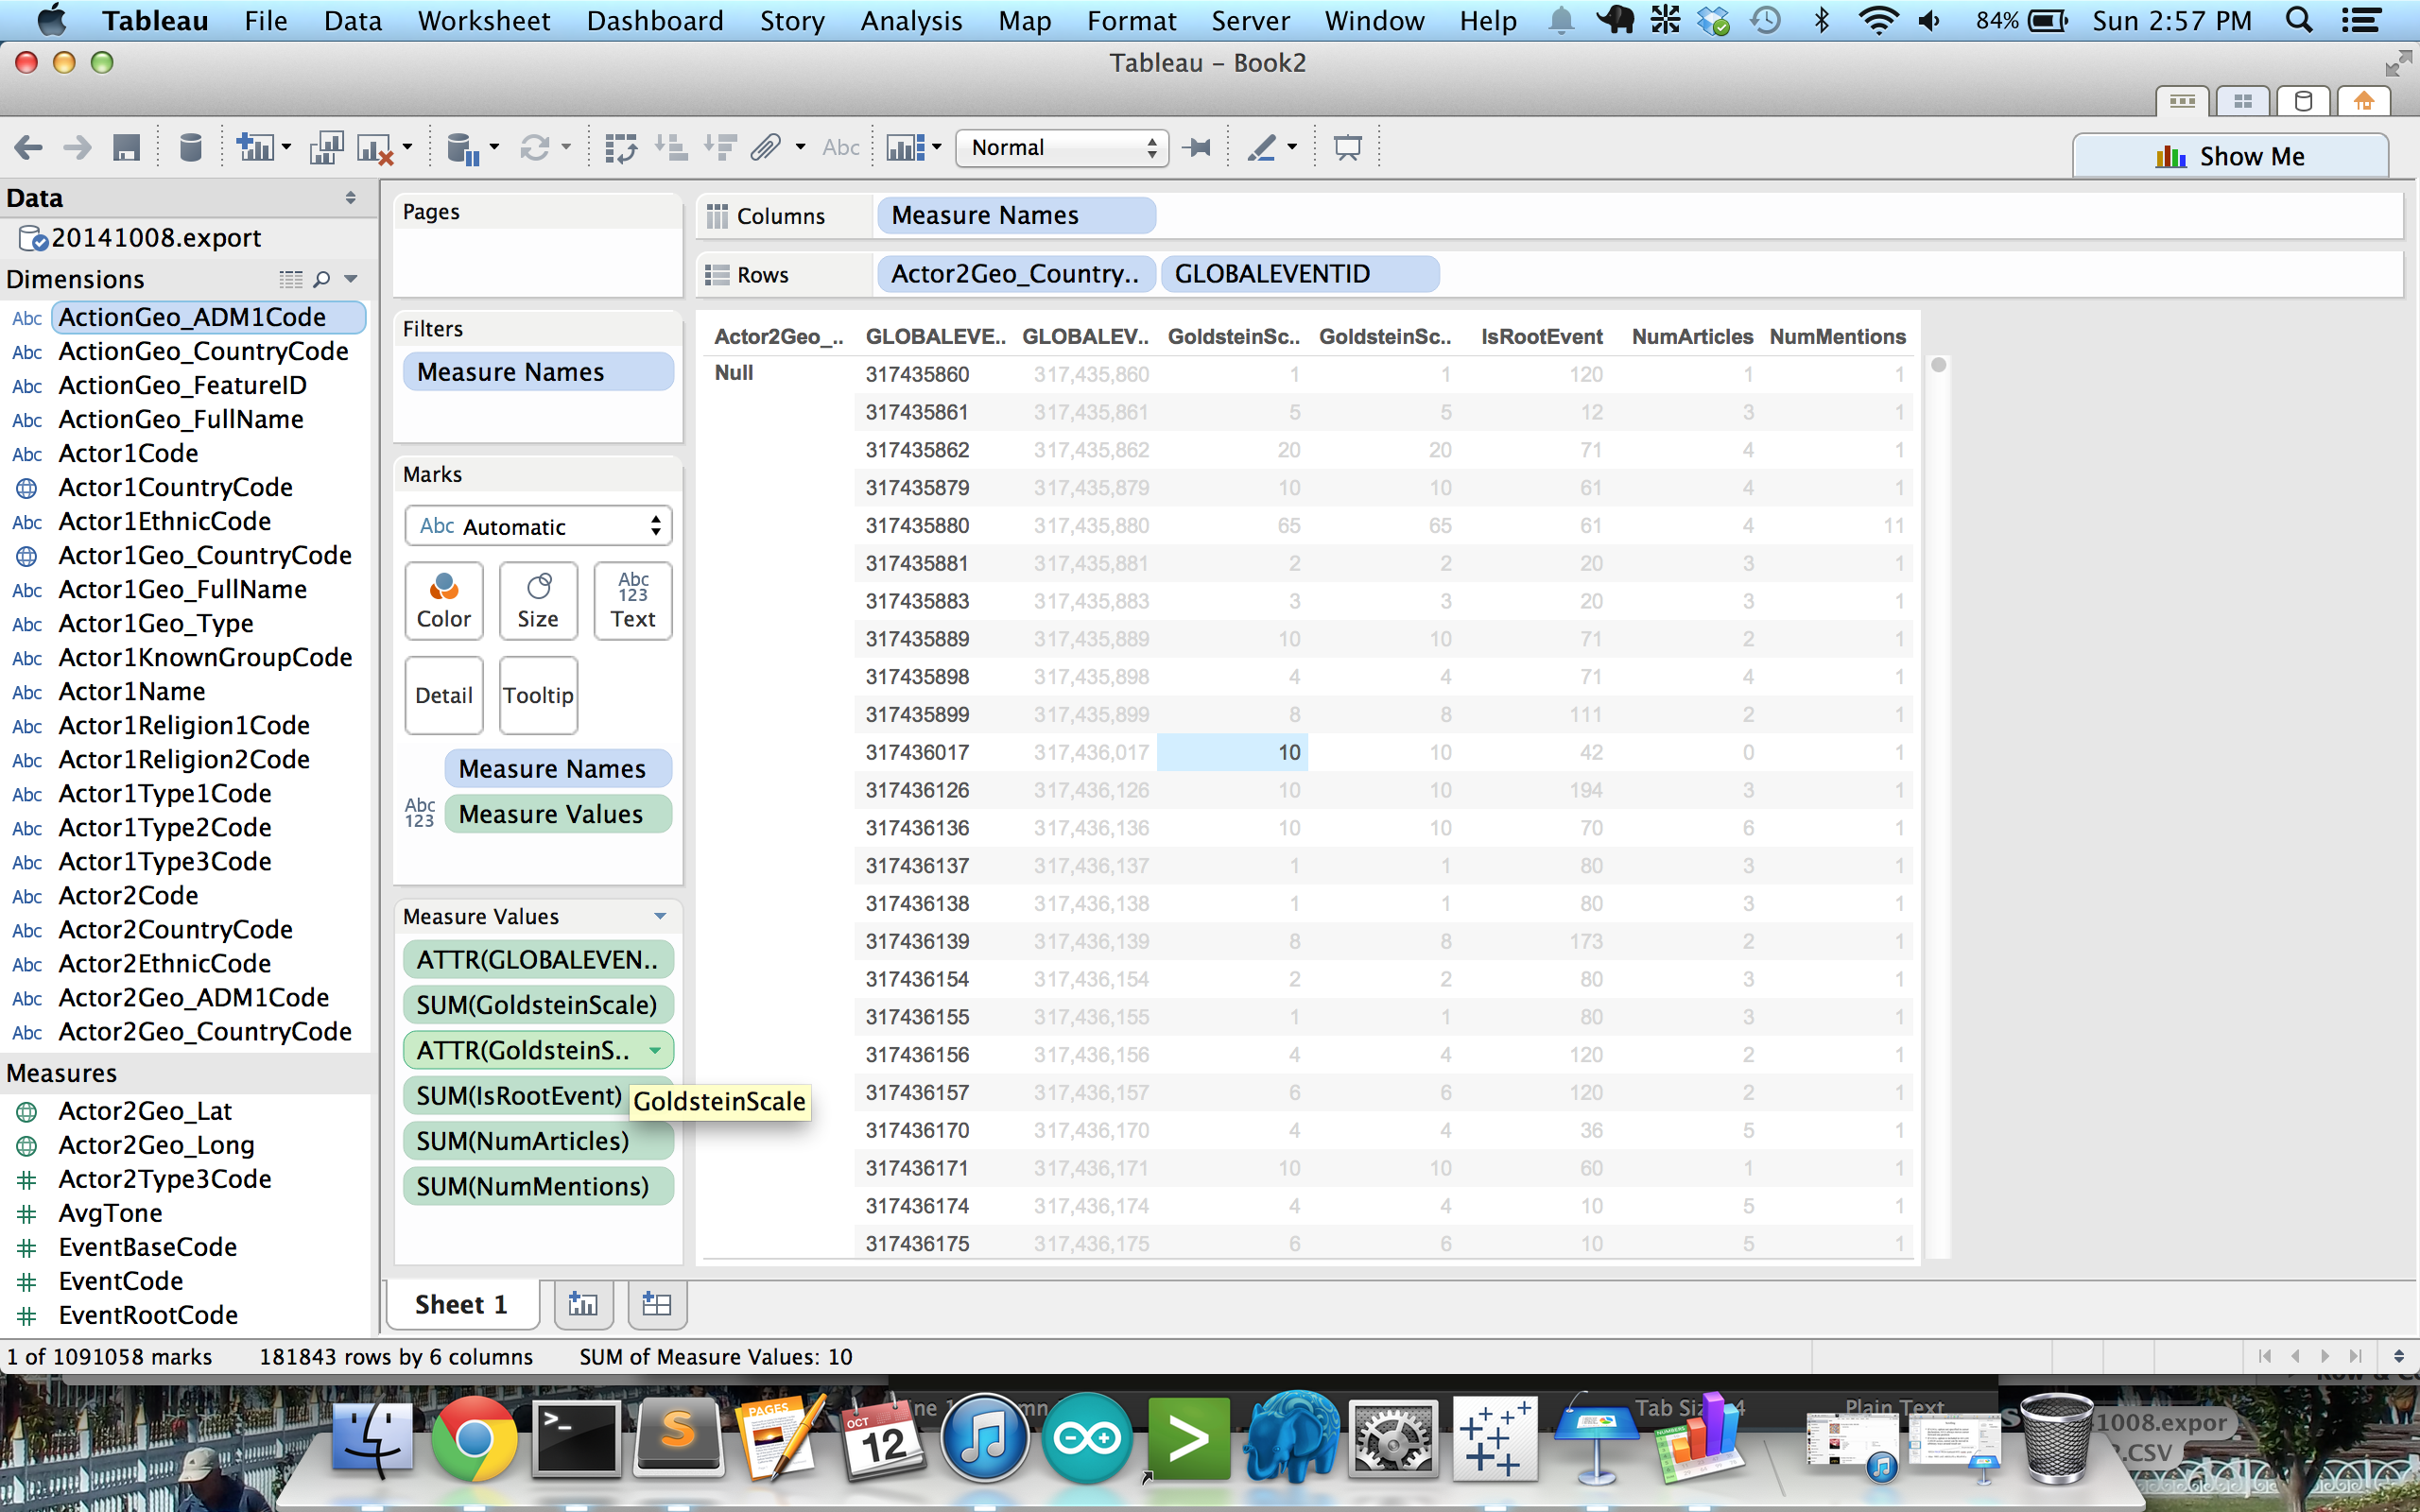 Tableau File Data Worksheet Dashboard Story Analysis Map Format Server Window Help 84% Sun 2:57 PM
Tableau - Book2
Abc Normal Show Me
Data
20141008.export
Dimensions
Abc ActionGeo_ADM1Code
Abc ActionGeo_CountryCode
Abc ActionGeo_FeatureID
Abc ActionGeo_FullName
Abc Actor1Code
Actor1CountryCode
Abc Actor1EthnicCode
Actor1Geo_CountryCode
Abc Actor1Geo_FullName
Abc Actor1Geo_Type
Abc Actor1KnownGroupCode
Abc Actor1Name
Abc Actor1Religion1Code
Abc Actor1Religion2Code
Abc Actor1Type1Code
Abc Actor1Type2Code
Abc Actor1Type3Code
Abc Actor2Code
Abc Actor2CountryCode
Abc Actor2EthnicCode
Abc Actor2Geo_ADM1Code
Abc Actor2Geo_CountryCode
Measures
Actor2Geo_Lat
Actor2Geo_Long
# Actor2Type3Code
# AvgTone
# EventBaseCode
# EventCode
# EventRootCode
Pages
Filters
Measure Names
Marks
Abc Automatic
Color Size Abc 123 Text
Detail Tooltip
Measure Names
Abc 123 Measure Values
Measure Values
ATTR(GLOBALEVEN..
SUM(GoldsteinScale)
ATTR(GoldsteinS..
SUM(IsRootEvent)
GoldsteinScale
SUM(NumArticles)
SUM(NumMentions)
Columns Measure Names
Rows Actor2Geo_Country.. GLOBALEVENTID
Actor2Geo_.. GLOBALEVE.. GLOBALEV.. GoldsteinSc.. GoldsteinSc.. IsRootEvent NumArticles NumMentions
Null 317435860 317,435,860 1 1 120 1 1
317435861 317,435,861 5 5 12 3 1
317435862 317,435,862 20 20 71 4 1
317435879 317,435,879 10 10 61 4 1
317435880 317,435,880 65 65 61 4 11
317435881 317,435,881 2 2 20 3 1
317435883 317,435,883 3 3 20 3 1
317435889 317,435,889 10 10 71 2 1
317435898 317,435,898 4 4 71 4 1
317435899 317,435,899 8 8 111 2 1
317436017 317,436,017 10 10 42 0 1
317436126 317,436,126 10 10 194 3 1
317436136 317,436,136 10 10 70 6 1
317436137 317,436,137 1 1 80 3 1
317436138 317,436,138 1 1 80 3 1
317436139 317,436,139 8 8 173 2 1
317436154 317,436,154 2 2 80 3 1
317436155 317,436,155 1 1 80 3 1
317436156 317,436,156 4 4 120 2 1
317436157 317,436,157 6 6 120 2 1
317436170 317,436,170 4 4 36 5 1
317436171 317,436,171 10 10 60 1 1
317436174 317,436,174 4 4 10 5 1
317436175 317,436,175 6 6 10 5 1
Sheet 1
1 of 1091058 marks 181843 rows by 6 columns SUM of Measure Values: 10
PAGES
OCT
12
NUMBERS
Plain Text
41008.expor
.CSV